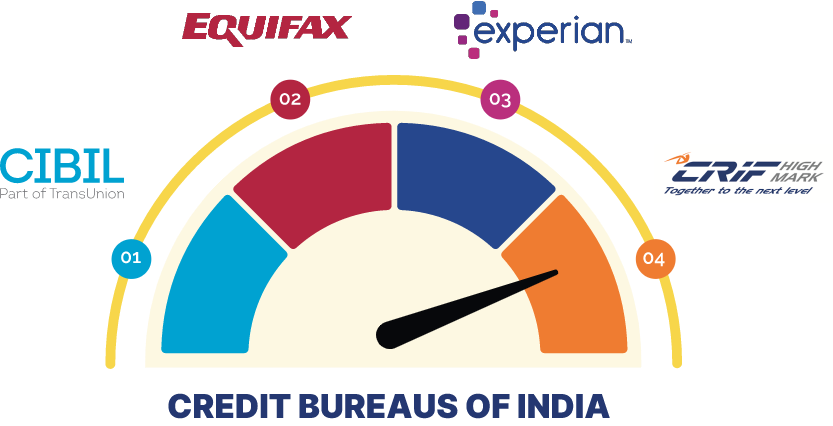 EQUIFAX
experian™
02
03
CIBIL
Part of TransUnion
CRIF HIGH MARK
Together to the next level
01
04
CREDIT BUREAUS OF INDIA